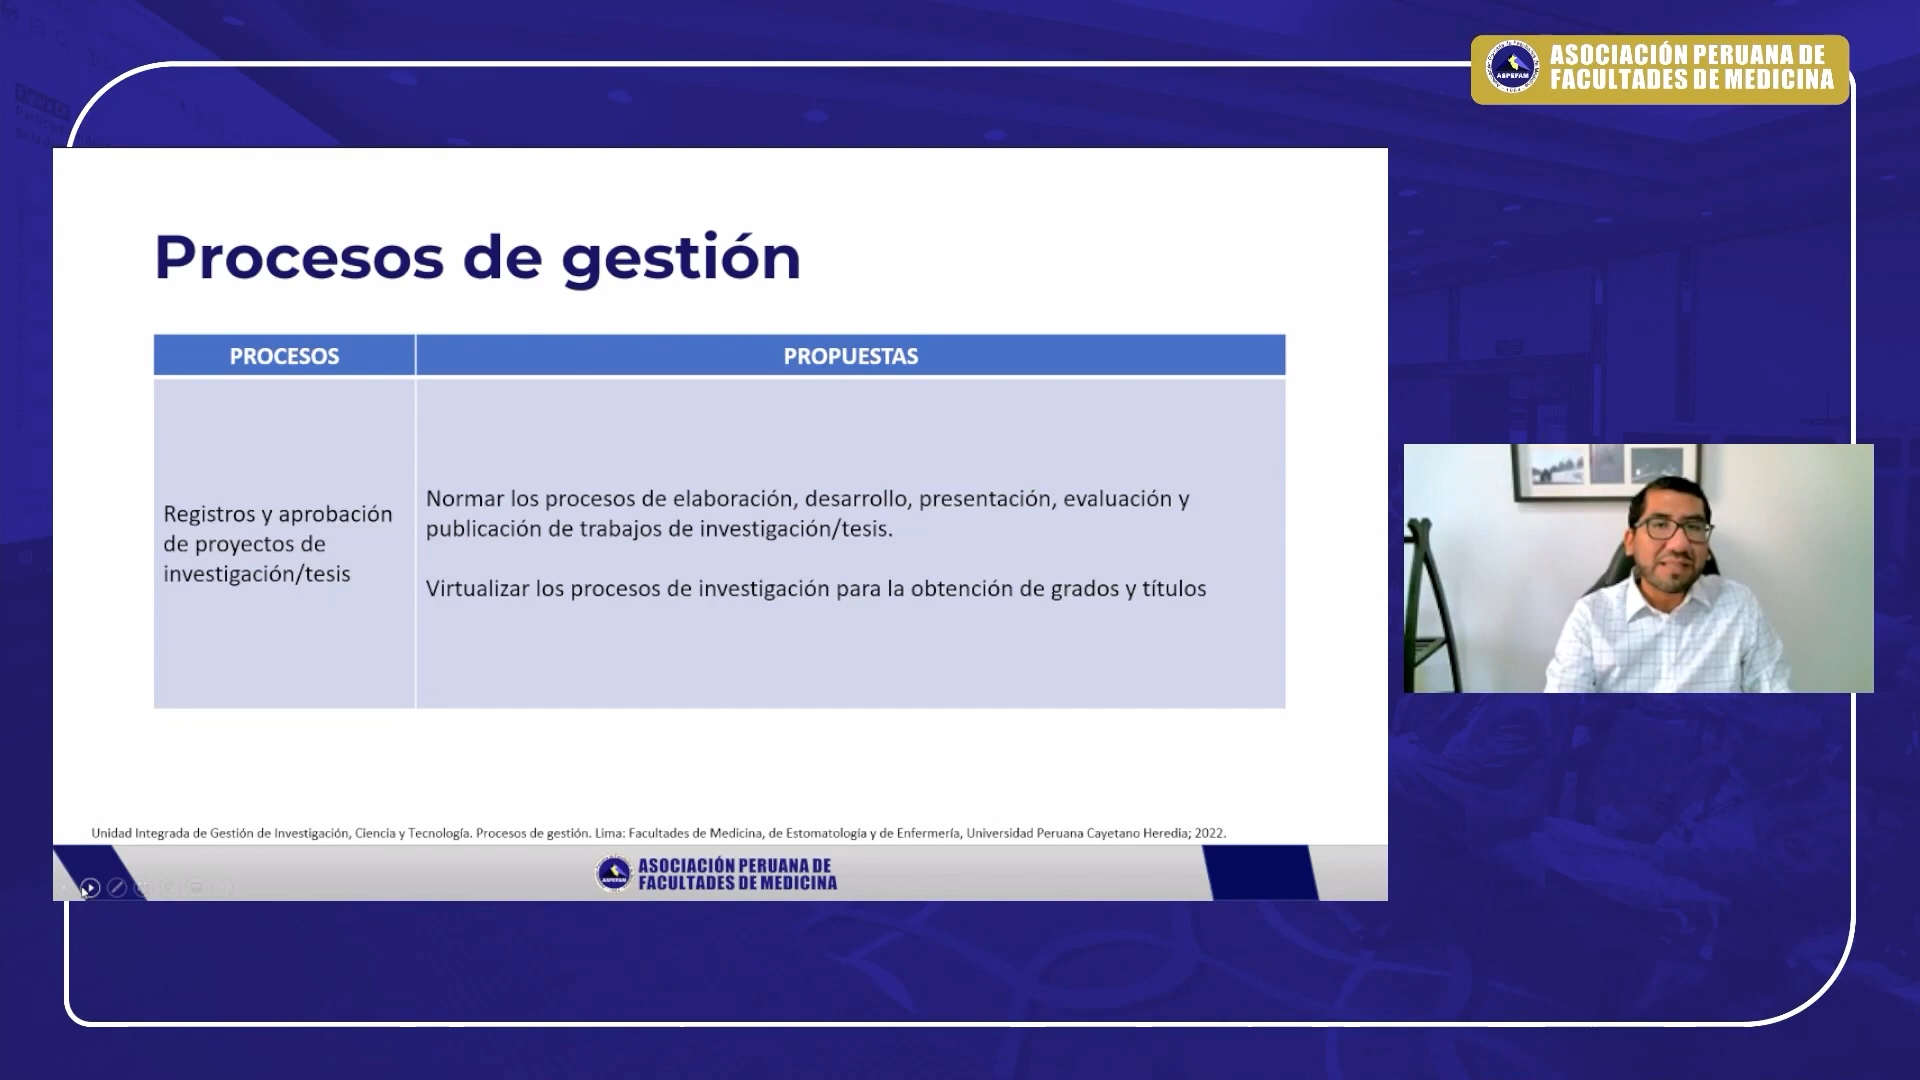 ASOCIACIÓN PERUANA DE
FACULTADES DE MEDICINA
ASPEFAM
Procesos de gestión
PROCESOS
PROPUESTAS
Registros y aprobación
de proyectos de
investigación/tesis
Normar los procesos de elaboración, desarrollo, presentación, evaluación y
publicación de trabajos de investigación/tesis.
Virtualizar los procesos de investigación para la obtención de grados y títulos
Unidad Integrada de Gestión de Investigación, Ciencia y Tecnología. Procesos de gestión. Lima: Facultades de Medicina, de Estomatología y de Enfermería, Universidad Peruana Cayetano Heredia; 2022.
ASPEFAM
ASOCIACIÓN PERUANA DE
FACULTADES DE MEDICINA